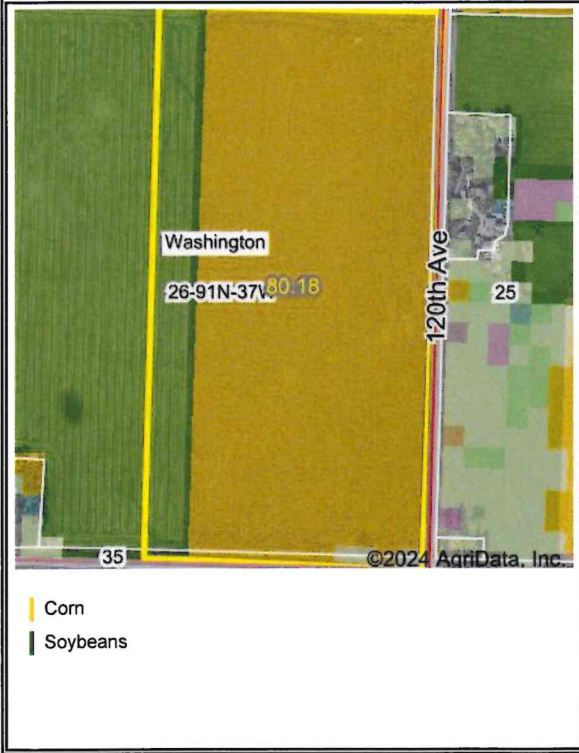 Washington
26-91N-37W
80.18
120th Ave
25
35
©2024 AgriData, Inc.
Corn
Soybeans